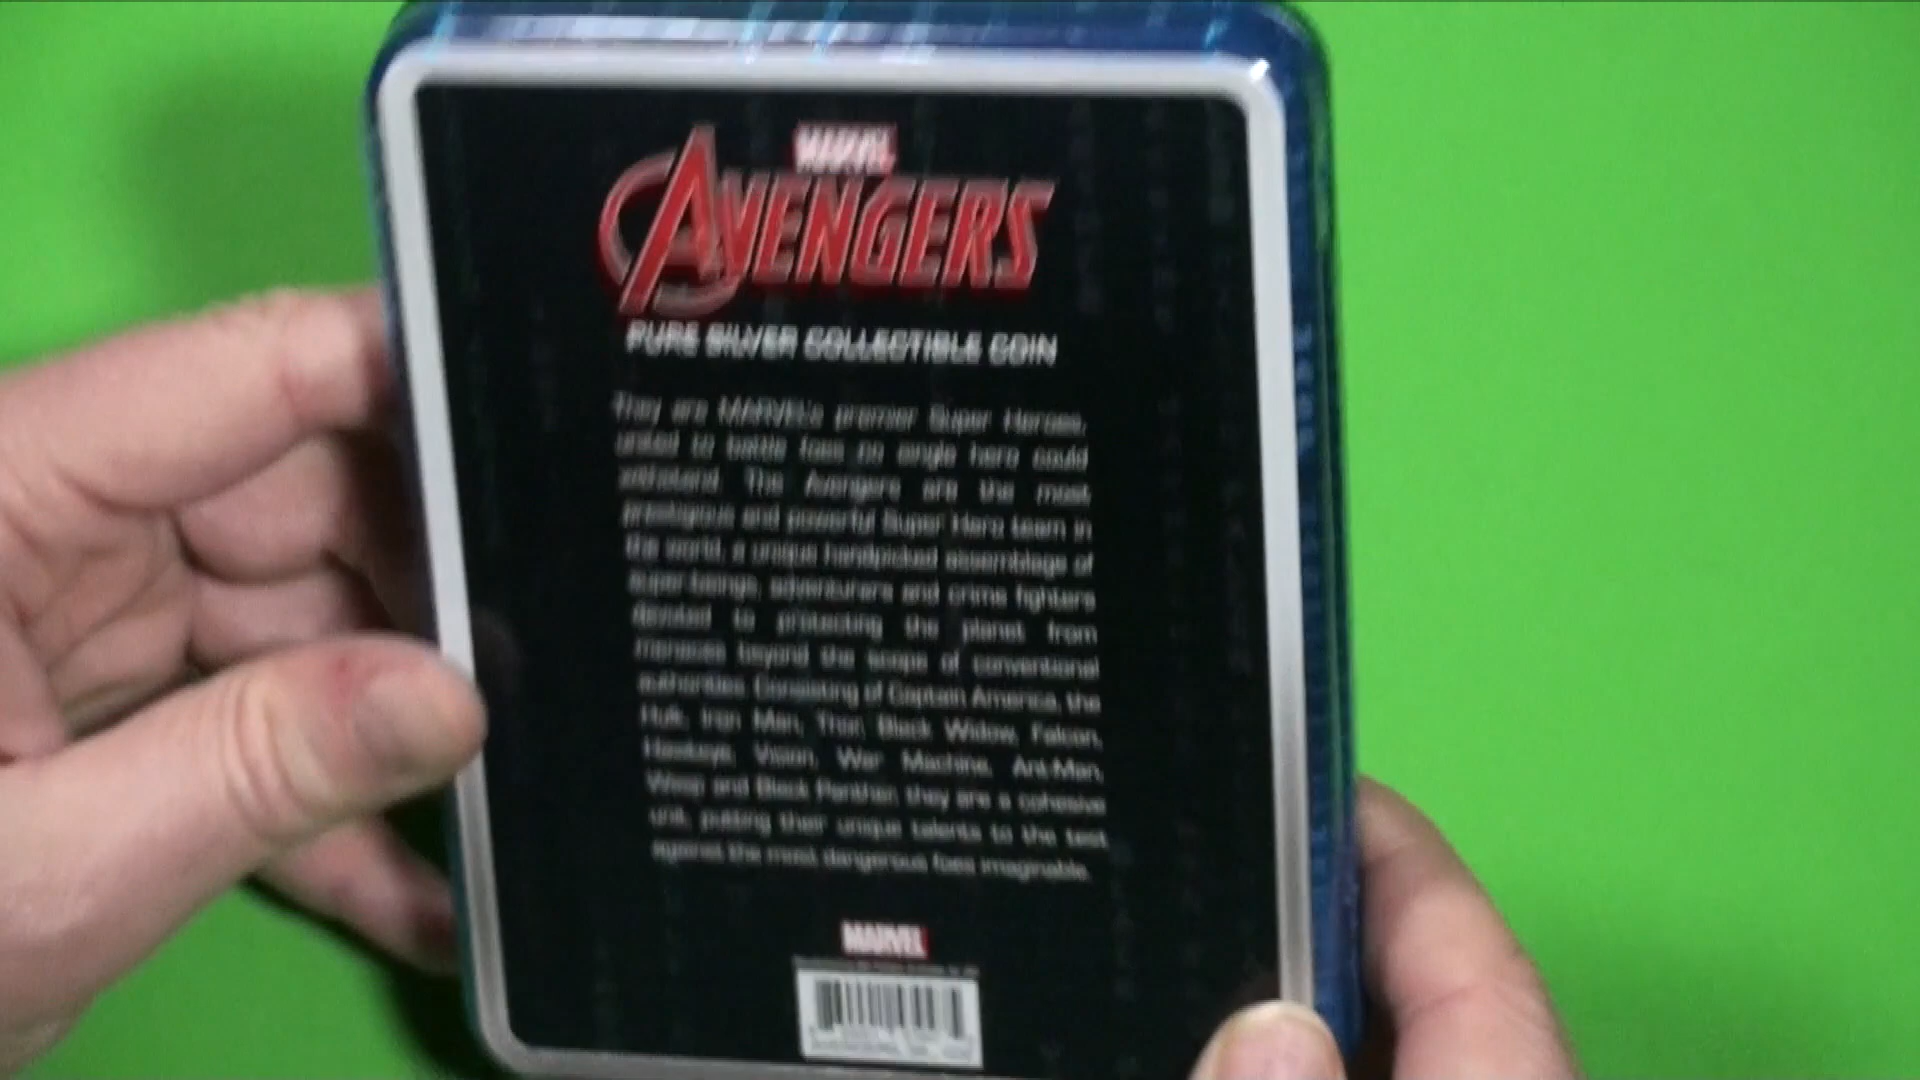 MARVEL
AVENGERS
PURE SILVER COLLECTIBLE COIN
They are MARVEL's premier Super Heroes,
united to battle foes no single hero could
withstand. The Avengers are the most
prestigious and powerful Super Hero team in
the world, a unique handpicked assemblage of
super-beings, adventurers and crime fighters
devoted to protecting the planet from
menaces beyond the scope of conventional
authorities. Consisting of Captain America, the
Hulk, Iron Man, Thor, Black Widow, Falcon,
Hawkeye, Vision, War Machine, Ant-Man,
Wasp and Black Panther, they are a cohesive
unit, putting their unique talents to the test
against the most dangerous foes imaginable.
MARVEL